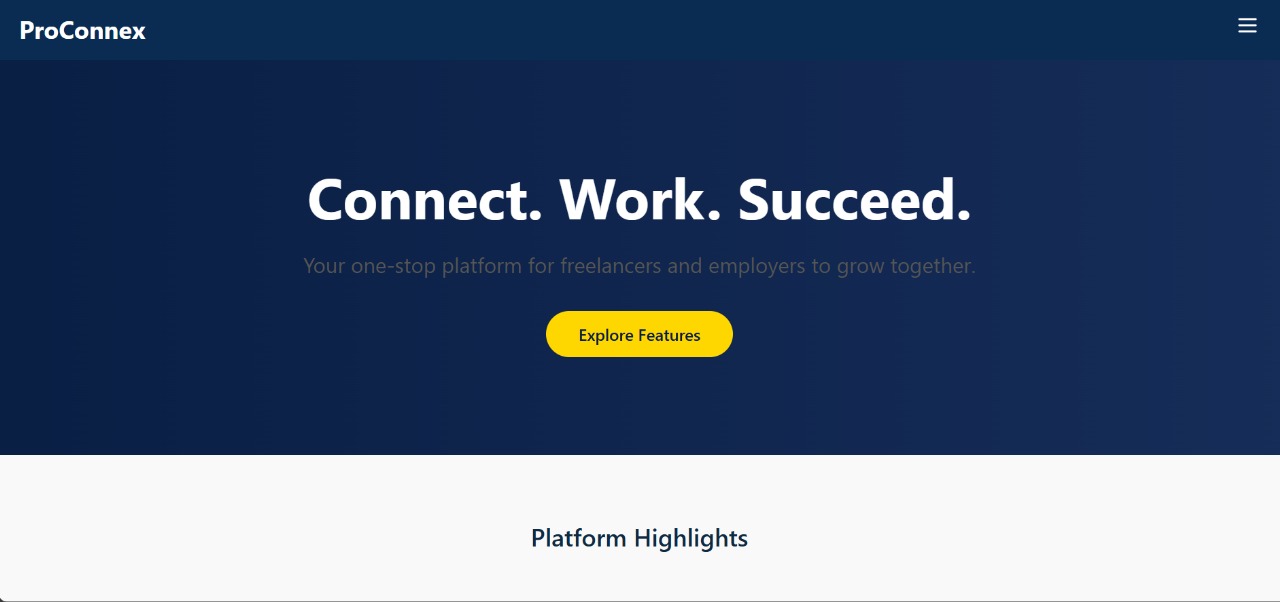 ProConnex
Connect. Work. Succeed.
Your one-stop platform for freelancers and employers to grow together.
Explore Features
Platform Highlights